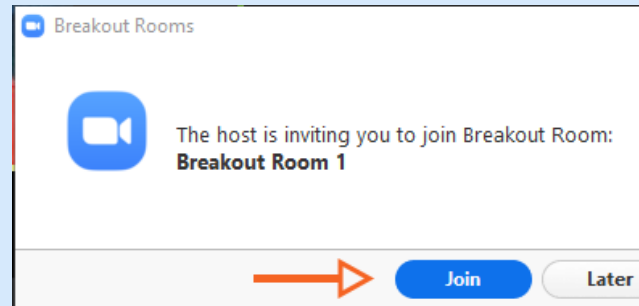 Breakout Rooms
The host is inviting you to join Breakout Room:
Breakout Room 1
Join Later